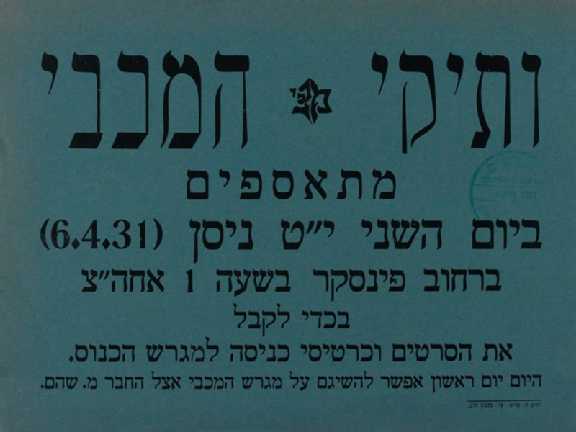 ותיקי המכבי
מתאספים
ביום השני י״ט ניסן (6.4.31)
ברחוב פינסקר בשעה 1 אחה״צ
בכדי לקבל
את הסרטים וכרטיסי כניסה למגרש הכנוס.
היום יום ראשון אפשר להשיגם על מגרש המכבי אצל החבר מ. שהם.